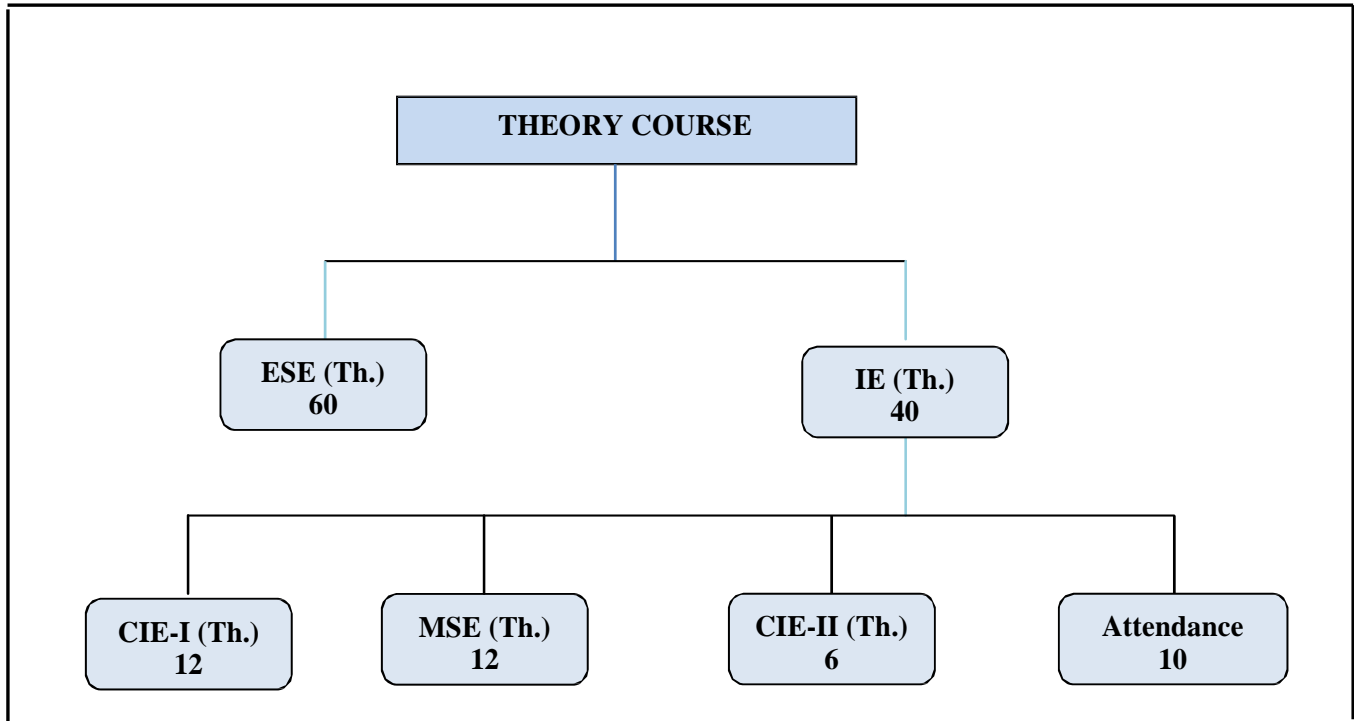 THEORY COURSE
ESE (Th.)
60
IE (Th.)
40
CIE-I (Th.)
12
MSE (Th.)
12
CIE-II (Th.)
6
Attendance
10